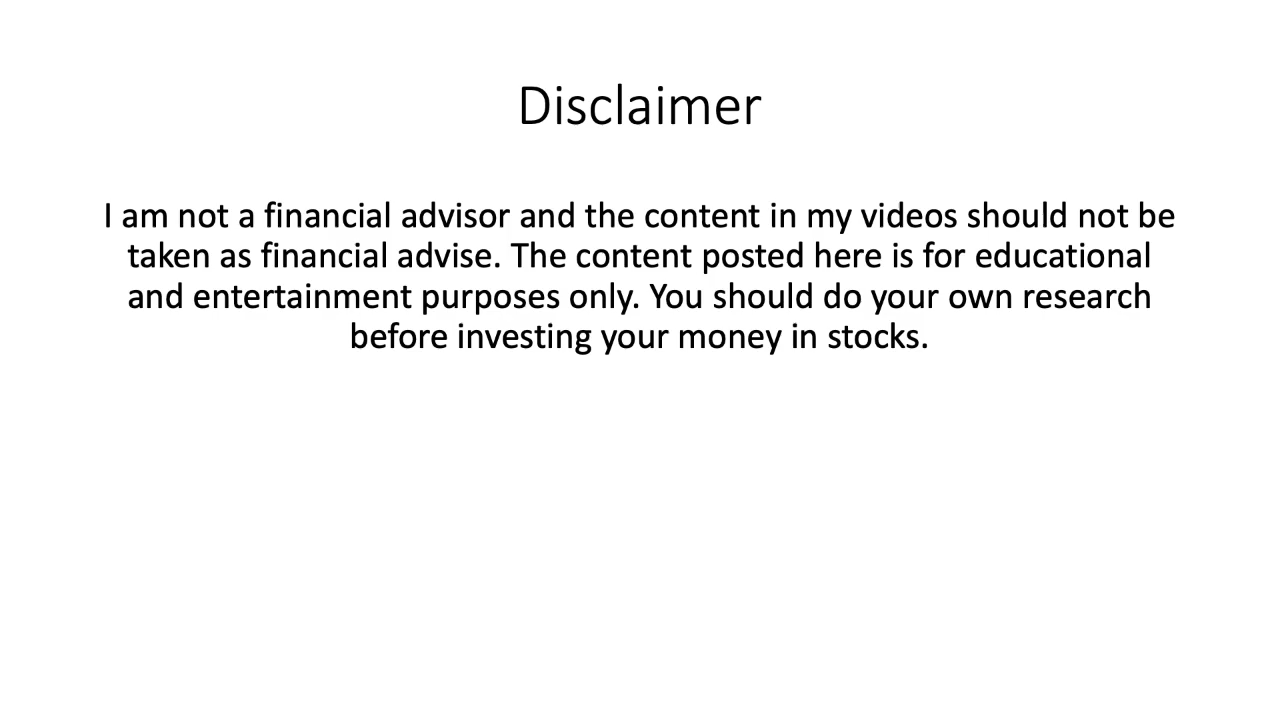 Disclaimer
I am not a financial advisor and the content in my videos should not be
taken as financial advise. The content posted here is for educational
and entertainment purposes only. You should do your own research
before investing your money in stocks.